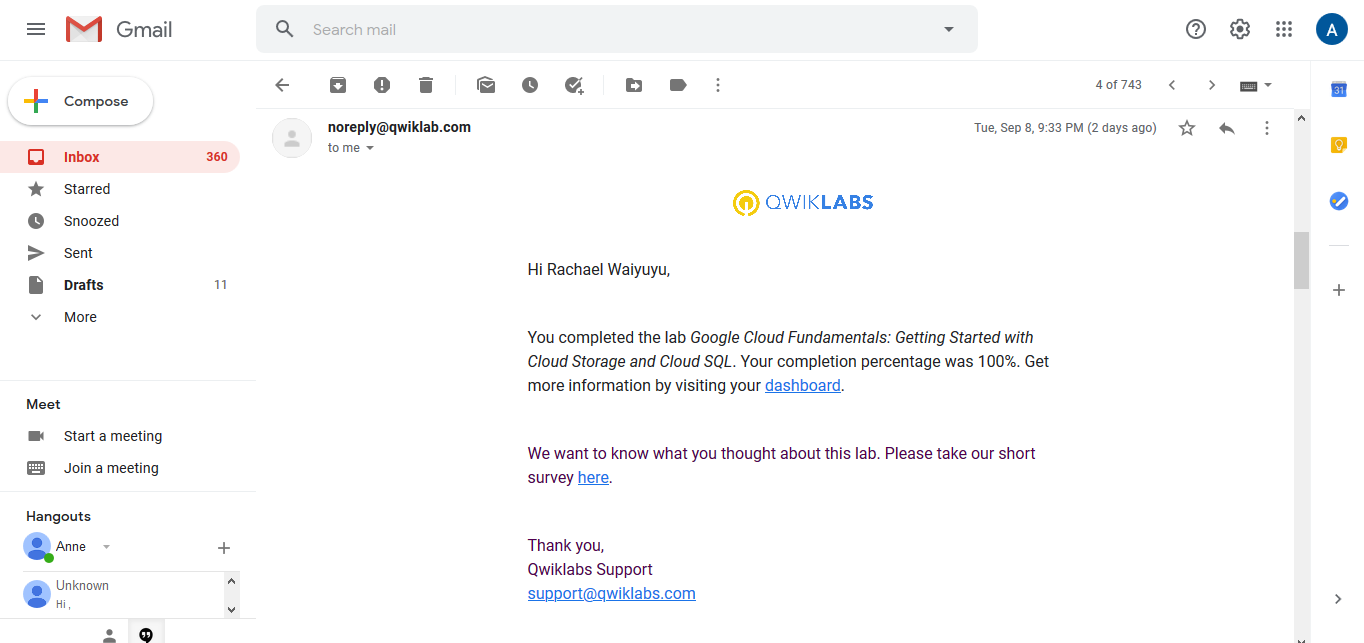 Gmail
Search mail
A
Compose
4 of 743
31
noreply@qwiklab.com
Tue, Sep 8, 9:33 PM (2 days ago)
to me
Inbox 360
Starred
Snoozed
Sent
Drafts 11
More
QWIKLABS
Hi Rachael Waiyuyu,
You completed the lab Google Cloud Fundamentals: Getting Started with
Cloud Storage and Cloud SQL. Your completion percentage was 100%. Get
more information by visiting your dashboard.
We want to know what you thought about this lab. Please take our short
survey here.
Thank you,
Qwiklabs Support
support@qwiklabs.com
Meet
Start a meeting
Join a meeting
Hangouts
Anne
Unknown
Hi ,